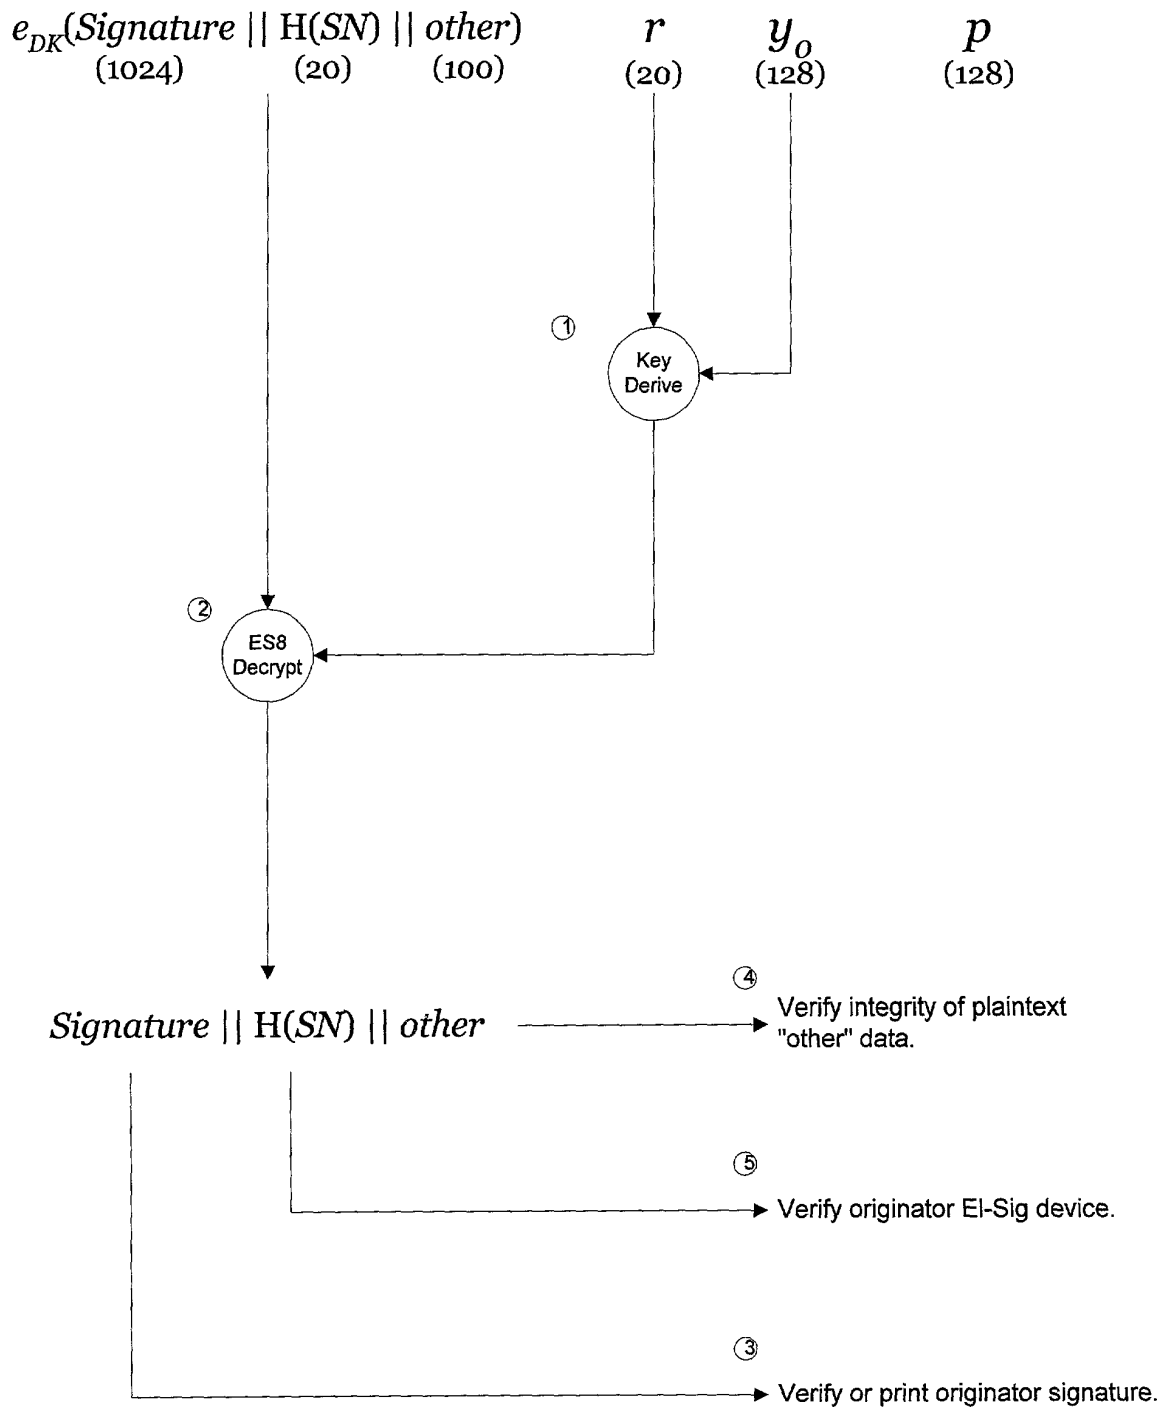 e_DK(Signature || H(SN) || other) r y_o p
(1024) (20) (100) (20) (128) (128)
1
Key
Derive
2
ES8
Decrypt
4
Signature || H(SN) || other
Verify integrity of plaintext
"other" data.
5
Verify originator El-Sig device.
3
Verify or print originator signature.